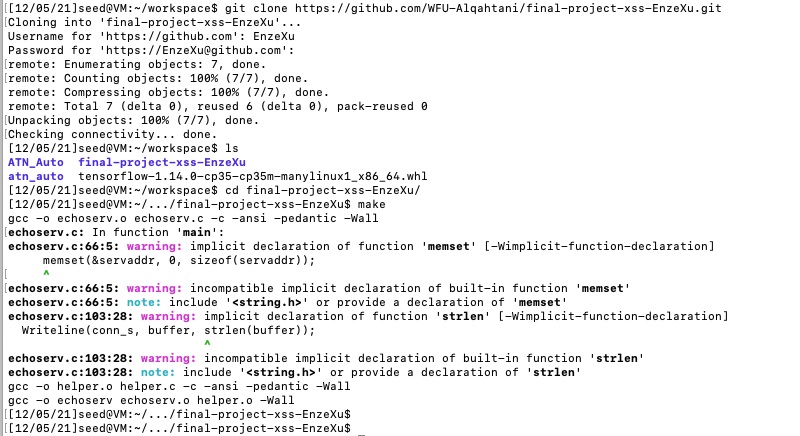 [[12/05/21]seed@VM:~/workspace$ git clone https://github.com/WFU-Alqahtani/final-project-xss-EnzeXu.git
Cloning into 'final-project-xss-EnzeXu'...
Username for 'https://github.com': EnzeXu
Password for 'https://EnzeXu@github.com':
[remote: Enumerating objects: 7, done.
[remote: Counting objects: 100% (7/7), done.
remote: Compressing objects: 100% (7/7), done.
remote: Total 7 (delta 0), reused 6 (delta 0), pack-reused 0
[Unpacking objects: 100% (7/7), done.
[Checking connectivity... done.
[12/05/21]seed@VM:~/workspace$ ls
ATN_Auto  final-project-xss-EnzeXu
atn_auto  tensorflow-1.14.0-cp35-cp35m-manylinux1_x86_64.whl
[12/05/21]seed@VM:~/workspace$ cd final-project-xss-EnzeXu/
[12/05/21]seed@VM:~/.../final-project-xss-EnzeXu$ make
gcc -o echoserv.o echoserv.c -c -ansi -pedantic -Wall
[echoserv.c: In function 'main':
echoserv.c:66:5: warning: implicit declaration of function 'memset' [-Wimplicit-function-declaration]
     memset(&servaddr, 0, sizeof(servaddr));
[    ^
[echoserv.c:66:5: warning: incompatible implicit declaration of built-in function 'memset'
echoserv.c:66:5: note: include '<string.h>' or provide a declaration of 'memset'
echoserv.c:103:28: warning: implicit declaration of function 'strlen' [-Wimplicit-function-declaration]
  Writeline(conn_s, buffer, strlen(buffer));
                            ^
echoserv.c:103:28: warning: incompatible implicit declaration of built-in function 'strlen'
echoserv.c:103:28: note: include '<string.h>' or provide a declaration of 'strlen'
gcc -o helper.o helper.c -c -ansi -pedantic -Wall
gcc -o echoserv echoserv.o helper.o -Wall
[[12/05/21]seed@VM:~/.../final-project-xss-EnzeXu$
[[12/05/21]seed@VM:~/.../final-project-xss-EnzeXu$ _